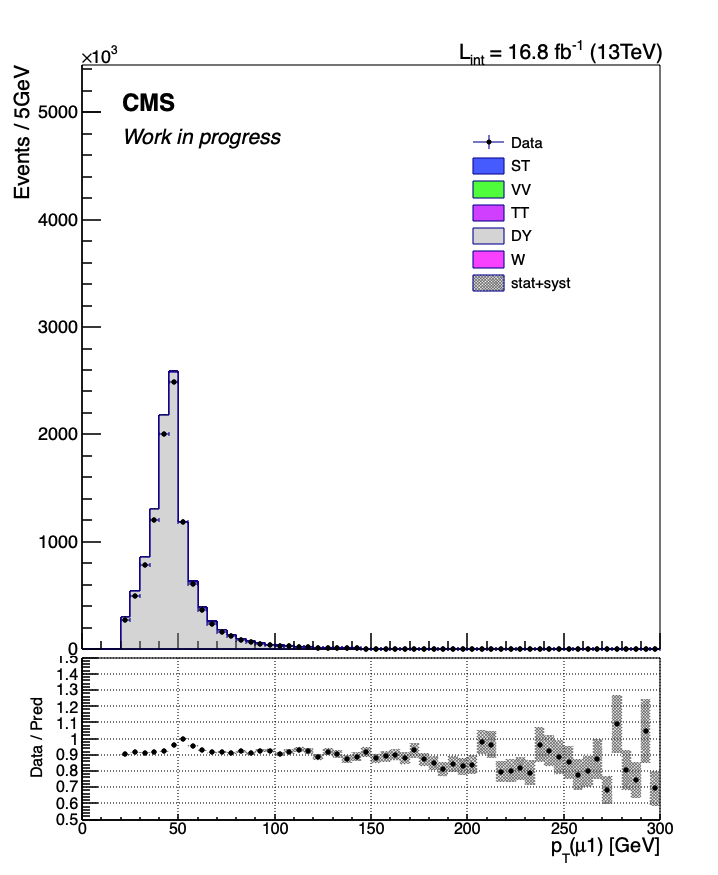 ×10³
L_int = 16.8 fb⁻¹ (13TeV)
Events / 5GeV
CMS
Work in progress
5000
4000
3000
2000
1000
0
Data
ST
VV
TT
DY
W
stat+syst
Data / Pred
1.5
1.4
1.3
1.2
1.1
1
0.9
0.8
0.7
0.6
0.5
0 50 100 150 200 250 300
p_T(μ1) [GeV]